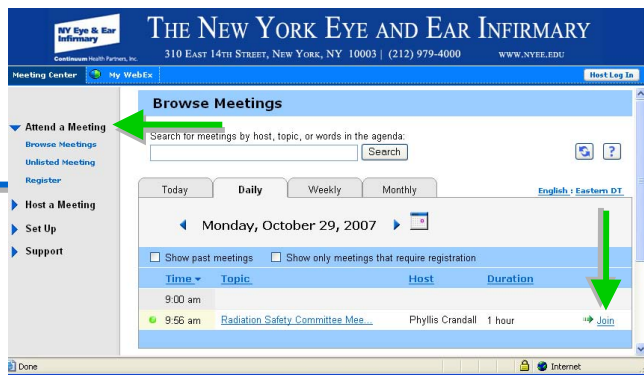 NY Eye & Ear
Infirmary
Continuum Health Partners, Inc.
THE NEW YORK EYE AND EAR INFIRMARY
310 EAST 14TH STREET, NEW YORK, NY 10003 | (212) 979-4000 WWW.NYEE.EDU
Meeting Center My WebEx Host Log In
Attend a Meeting
Browse Meetings
Unlisted Meeting
Register
Host a Meeting
Set Up
Support
Browse Meetings
Search for meetings by host, topic, or words in the agenda:
Search
?
Today Daily Weekly Monthly English : Eastern DT
Monday, October 29, 2007
Show past meetings Show only meetings that require registration
Time Topic Host Duration
9:00 am
9:56 am Radiation Safety Committee Mee... Phyllis Crandall 1 hour Join
Done Internet